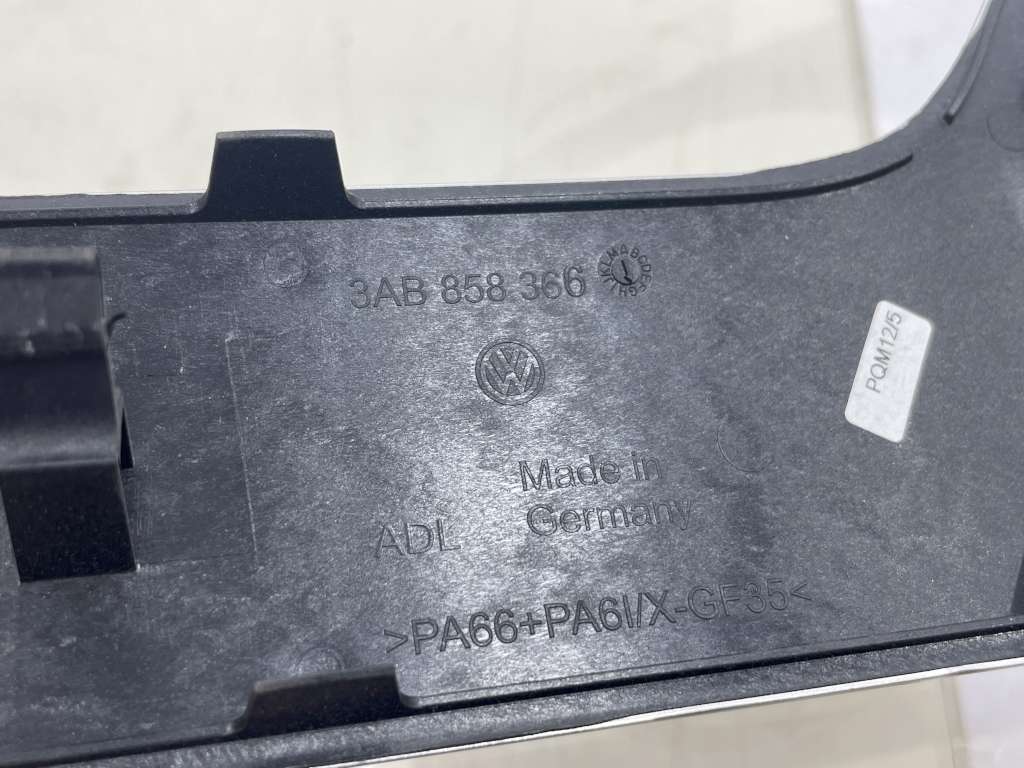 3AB 858 366
PQM12/5
Made in
Germany
ADL
>PA66+PA6I/X-GF35<